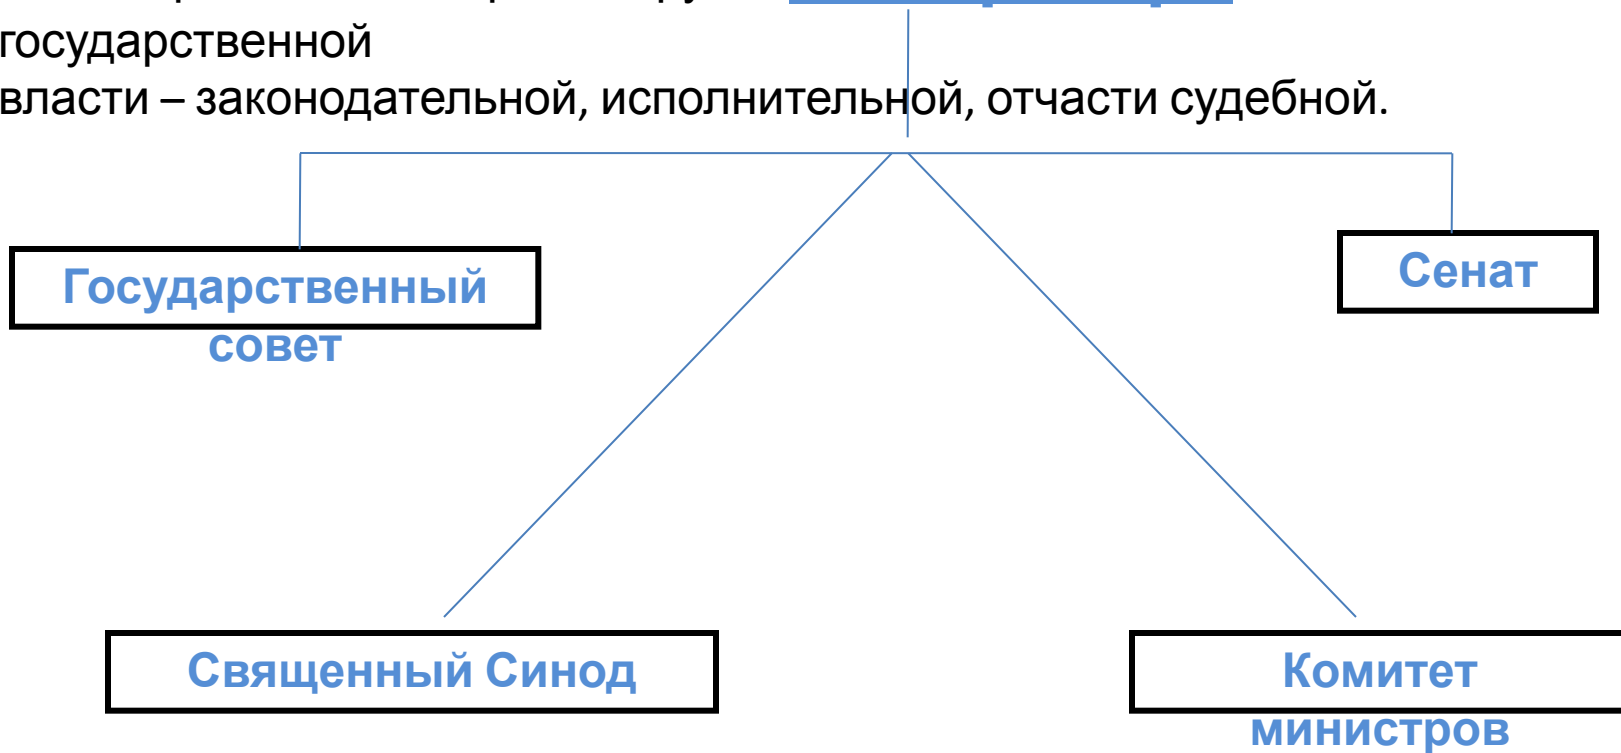 государственной
власти – законодательной, исполнительной, отчасти судебной.
Государственный
совет
Сенат
Священный Синод
Комитет
министров